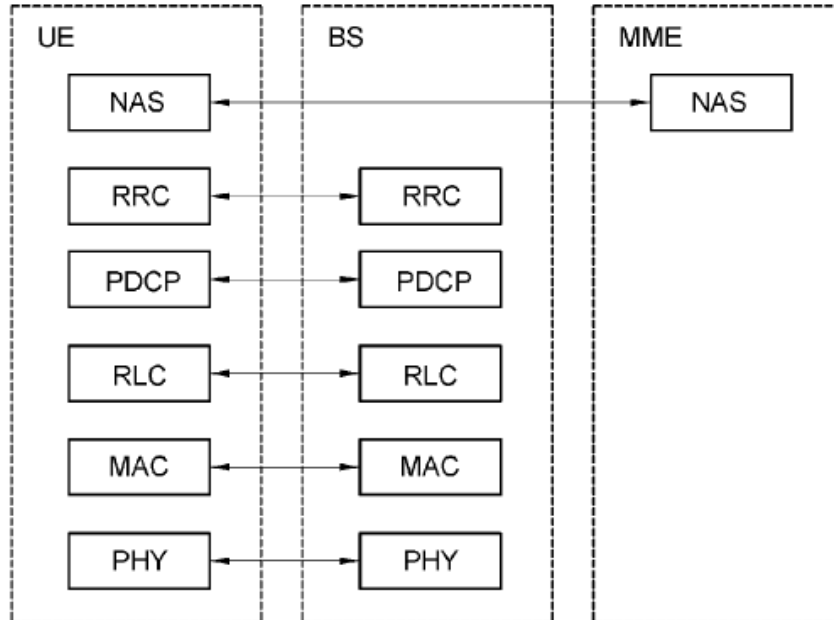 UE BS MME
NAS NAS
RRC RRC
PDCP PDCP
RLC RLC
MAC MAC
PHY PHY